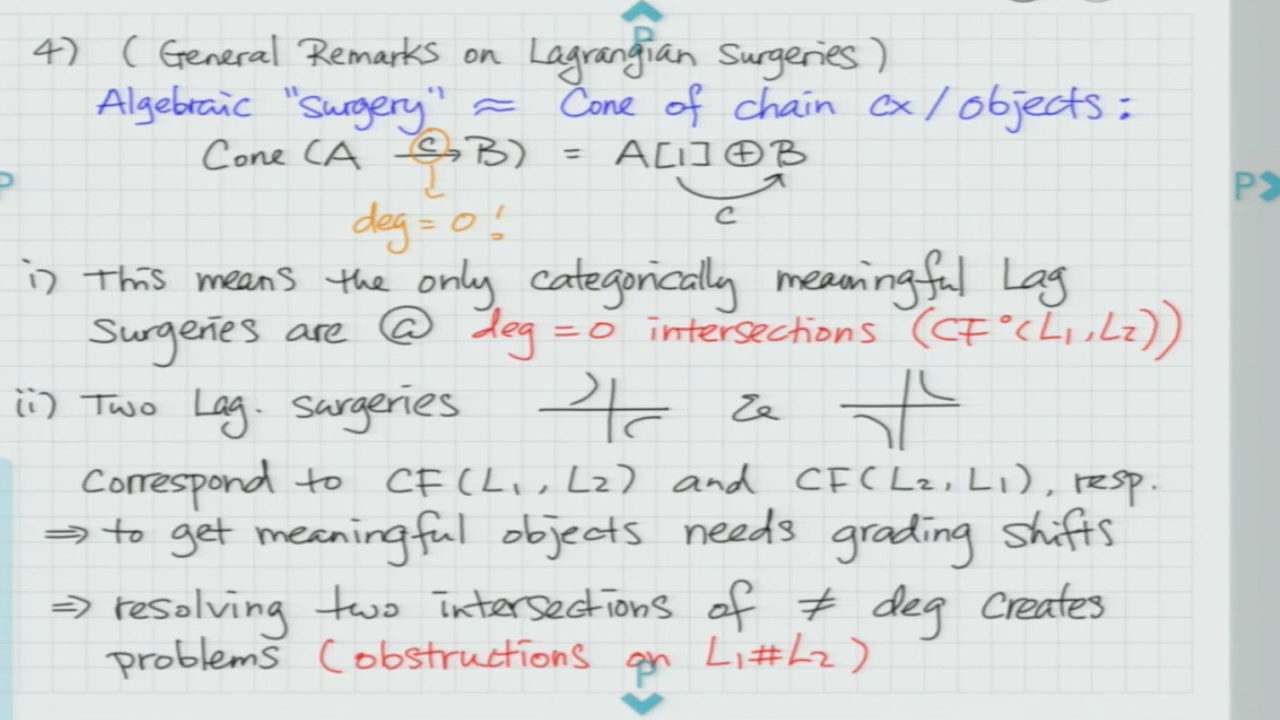 P
4) (General Remarks on Lagrangian Surgeries)
Algebraic "surgery" ≈ Cone of chain cx/objects:
Cone (A —c→ B) = A[1] ⊕ B
P
P
c
deg = 0 !
i) This means the only categorically meaningful Lag
surgeries are @ deg = 0 intersections (CF°(L₁, L₂))
ii) Two Lag. surgeries &
correspond to CF(L₁, L₂) and CF(L₂, L₁), resp.
⇒ to get meaningful objects needs grading shifts
⇒ resolving two intersections of ≠ deg creates
problems (obstructions on L₁#L₂)
P